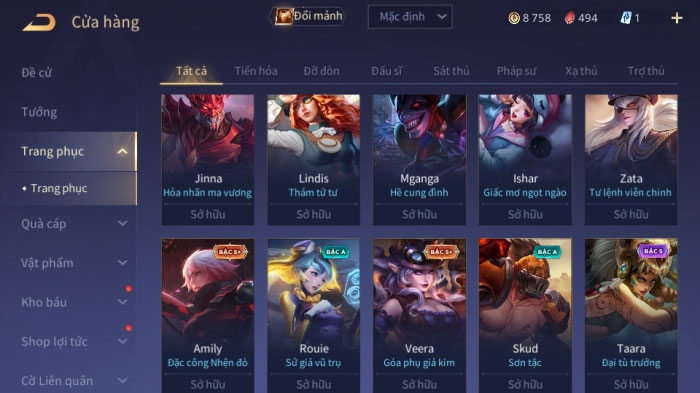 Cửa hàng
Đổi mảnh
Mặc định
8 758
494
1
Đề cử
Tướng
Trang phục
Trang phục
Quà cáp
Vật phẩm
Kho báu
Shop lợi tức
Cờ Liên quân
Tất cả Tiến hóa Đỡ đòn Đấu sĩ Sát thủ Pháp sư Xạ thủ Trợ thủ
Jinna
Hỏa nhãn ma vương
Sở hữu
Lindis
Thám tử tư
Sở hữu
Mganga
Hề cung đình
Sở hữu
Ishar
Giấc mơ ngọt ngào
Sở hữu
Zata
Tư lệnh viễn chinh
Sở hữu
BẬC S+
Amily
Đặc công Nhện đỏ
Sở hữu
BẬC A
Rouie
Sứ giả vũ trụ
Sở hữu
BẬC S+
Veera
Góa phụ giả kim
Sở hữu
BẬC A
Skud
Sơn tặc
Sở hữu
BẬC S
Taara
Đại tù trưởng
Sở hữu